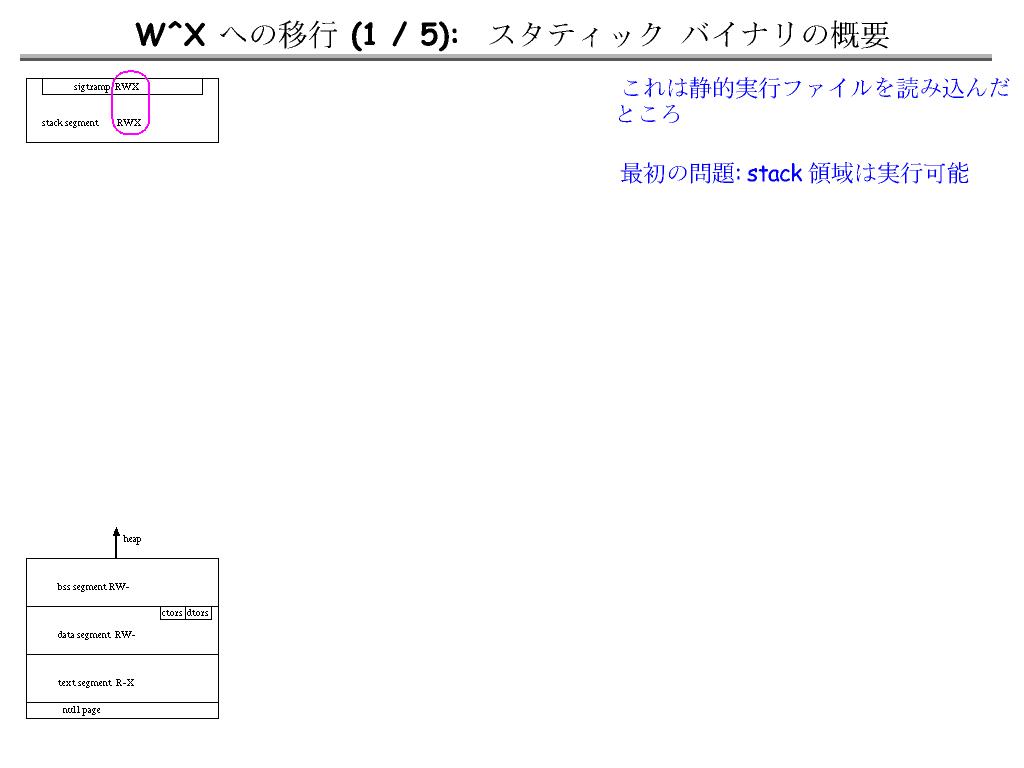 W^X への移行 (1 / 5): スタティック バイナリの概要
sigtramp RWX
stack segment RWX
これは静的実行ファイルを読み込んだ
ところ
最初の問題: stack 領域は実行可能
heap
bss segment RW-
ctors dtors
data segment RW-
text segment R-X
null page